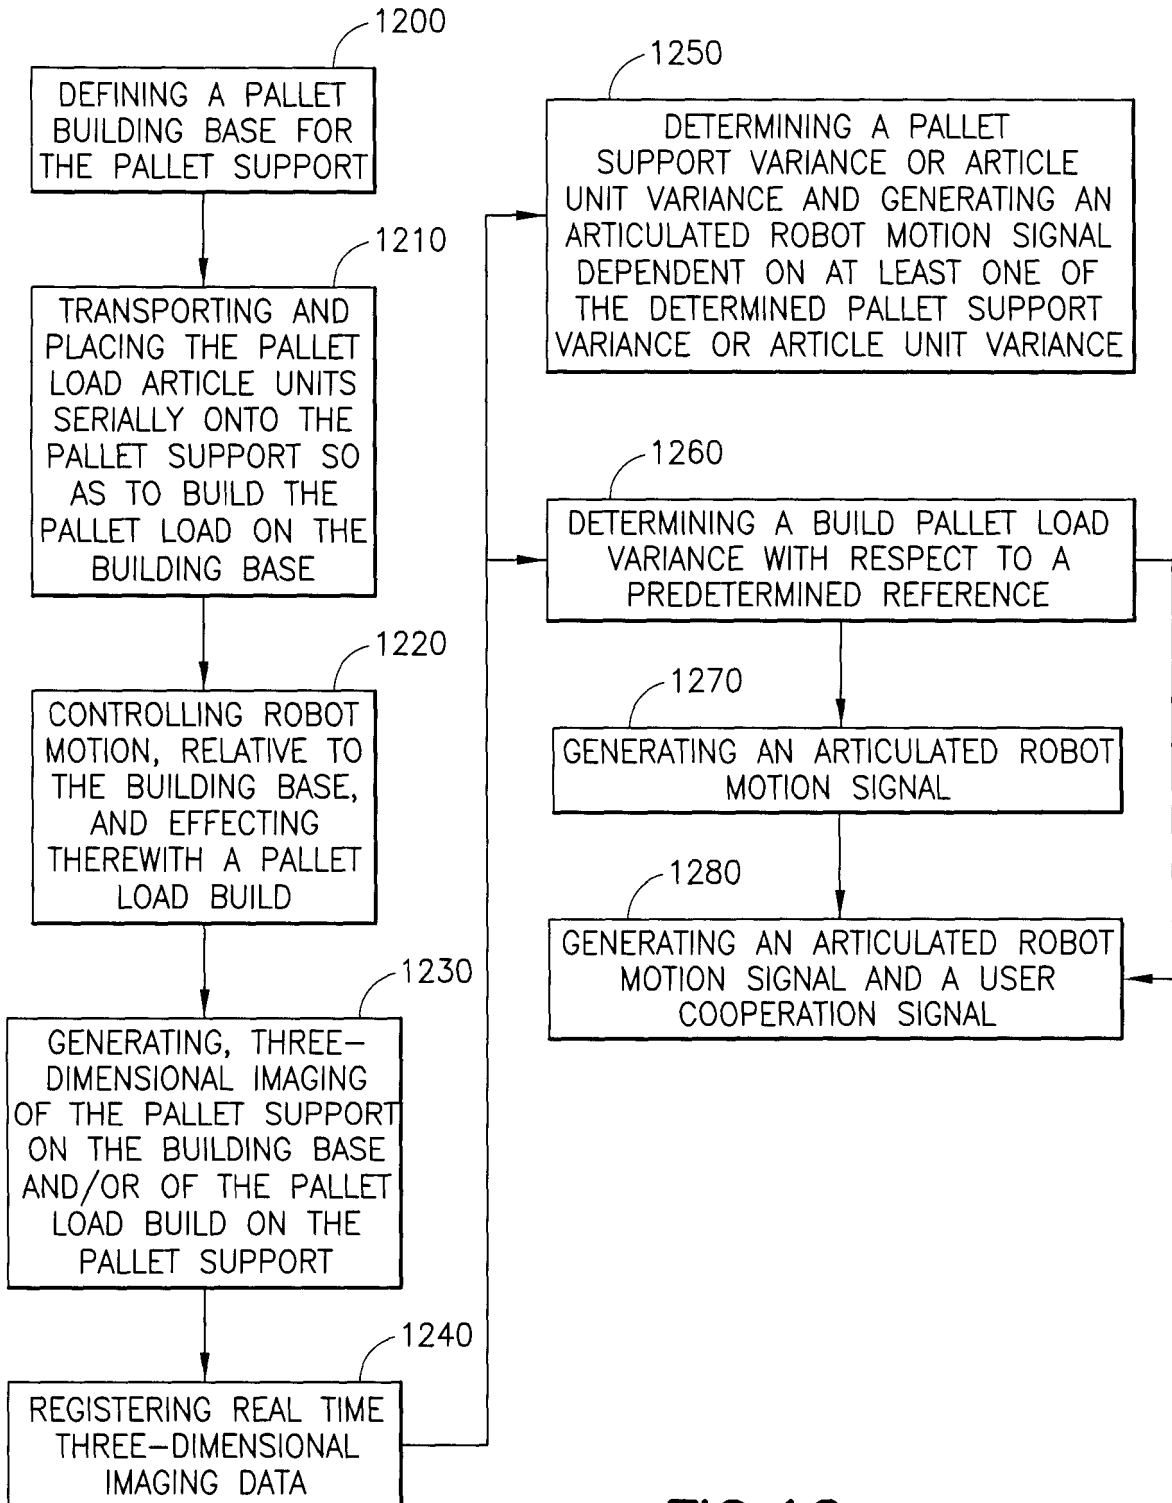 1200
DEFINING A PALLET
BUILDING BASE FOR
THE PALLET SUPPORT
1210
TRANSPORTING AND
PLACING THE PALLET
LOAD ARTICLE UNITS
SERIALLY ONTO THE
PALLET SUPPORT SO
AS TO BUILD THE
PALLET LOAD ON THE
BUILDING BASE
1220
CONTROLLING ROBOT
MOTION, RELATIVE TO
THE BUILDING BASE,
AND EFFECTING
THEREWITH A PALLET
LOAD BUILD
1230
GENERATING, THREE-
DIMENSIONAL IMAGING
OF THE PALLET SUPPORT
ON THE BUILDING BASE
AND/OR OF THE PALLET
LOAD BUILD ON THE
PALLET SUPPORT
1240
REGISTERING REAL TIME
THREE-DIMENSIONAL
IMAGING DATA
1250
DETERMINING A PALLET
SUPPORT VARIANCE OR ARTICLE
UNIT VARIANCE AND GENERATING AN
ARTICULATED ROBOT MOTION SIGNAL
DEPENDENT ON AT LEAST ONE OF
THE DETERMINED PALLET SUPPORT
VARIANCE OR ARTICLE UNIT VARIANCE
1260
DETERMINING A BUILD PALLET LOAD
VARIANCE WITH RESPECT TO A
PREDETERMINED REFERENCE
1270
GENERATING AN ARTICULATED ROBOT
MOTION SIGNAL
1280
GENERATING AN ARTICULATED ROBOT
MOTION SIGNAL AND A USER
COOPERATION SIGNAL